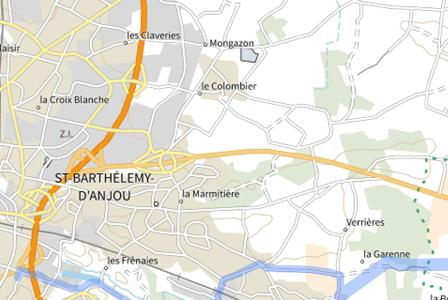 les Claveries
Mongazon
laisir
le Colombier
la Croix Blanche
Z.I.
ST-BARTHÉLEMY-
D'ANJOU
la Marmitière
Verrières
la Garenne
les Frênaies